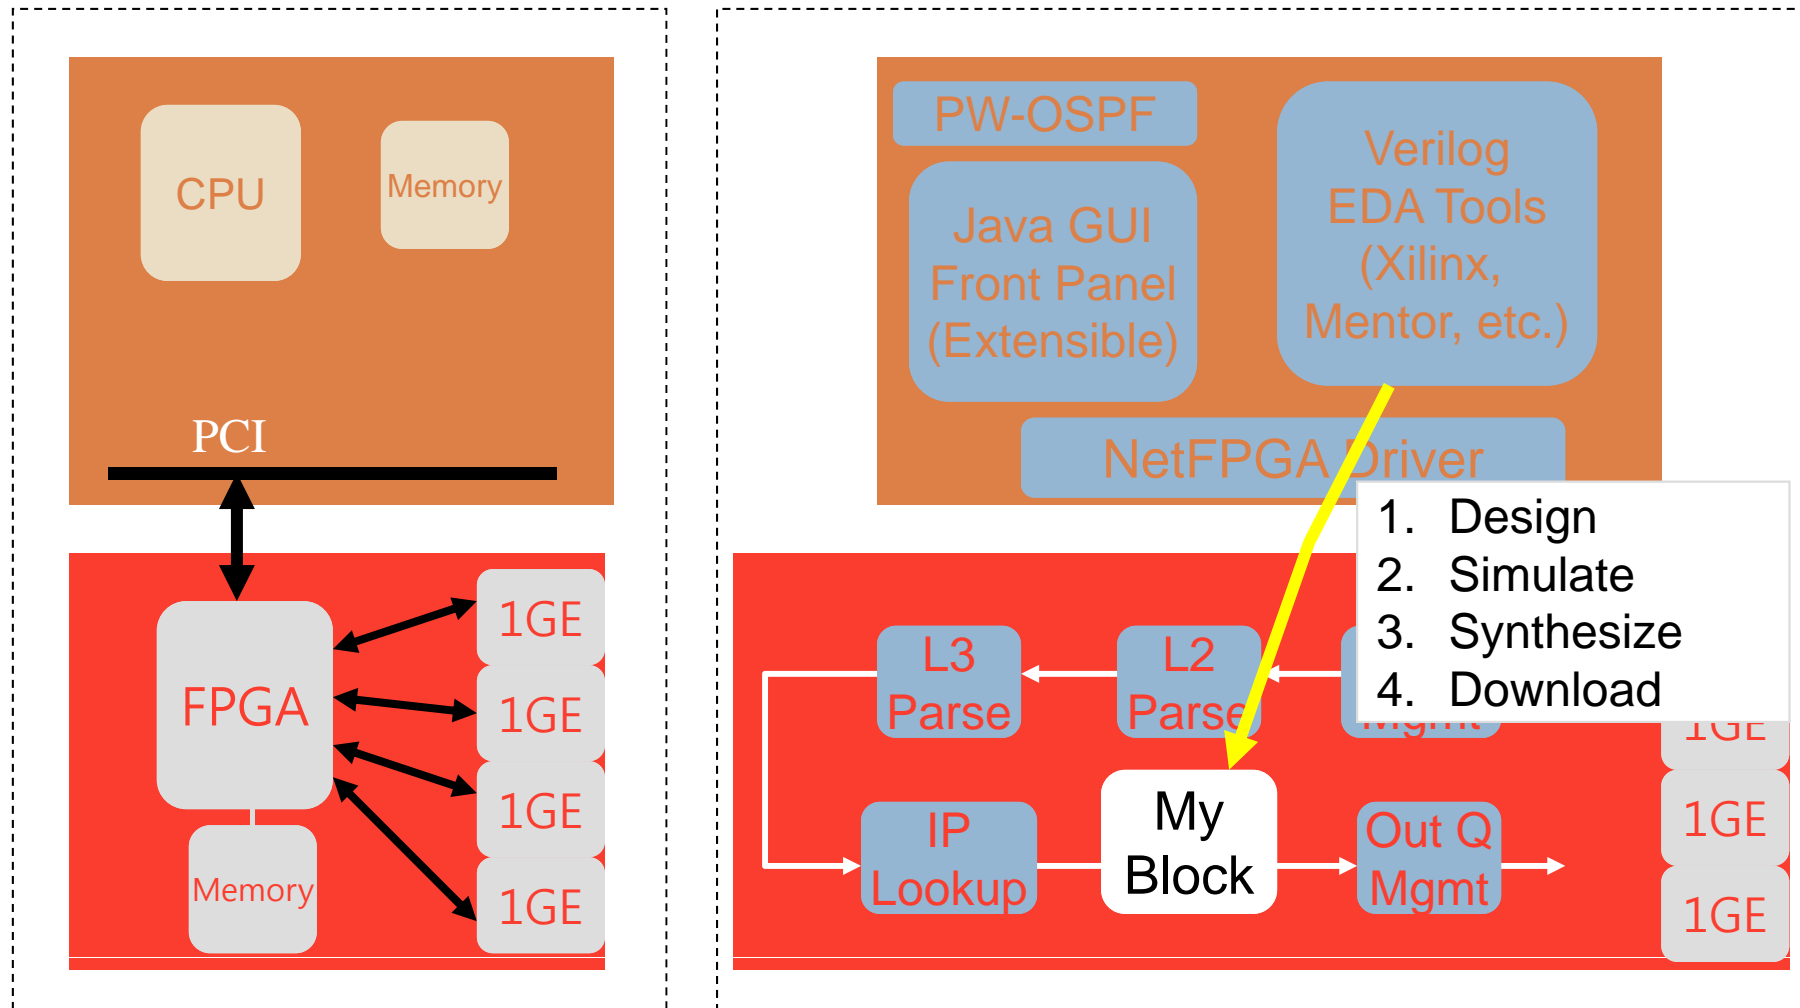 CPU
Memory
PCI
FPGA
Memory
1GE
1GE
1GE
1GE
PW-OSPF
Java GUI
Front Panel
(Extensible)
Verilog
EDA Tools
(Xilinx,
Mentor, etc.)
NetFPGA Driver
1. Design
2. Simulate
3. Synthesize
4. Download
L3
Parse
L2
Parse
Mgmt
IP
Lookup
My
Block
Out Q
Mgmt
1GE
1GE
1GE